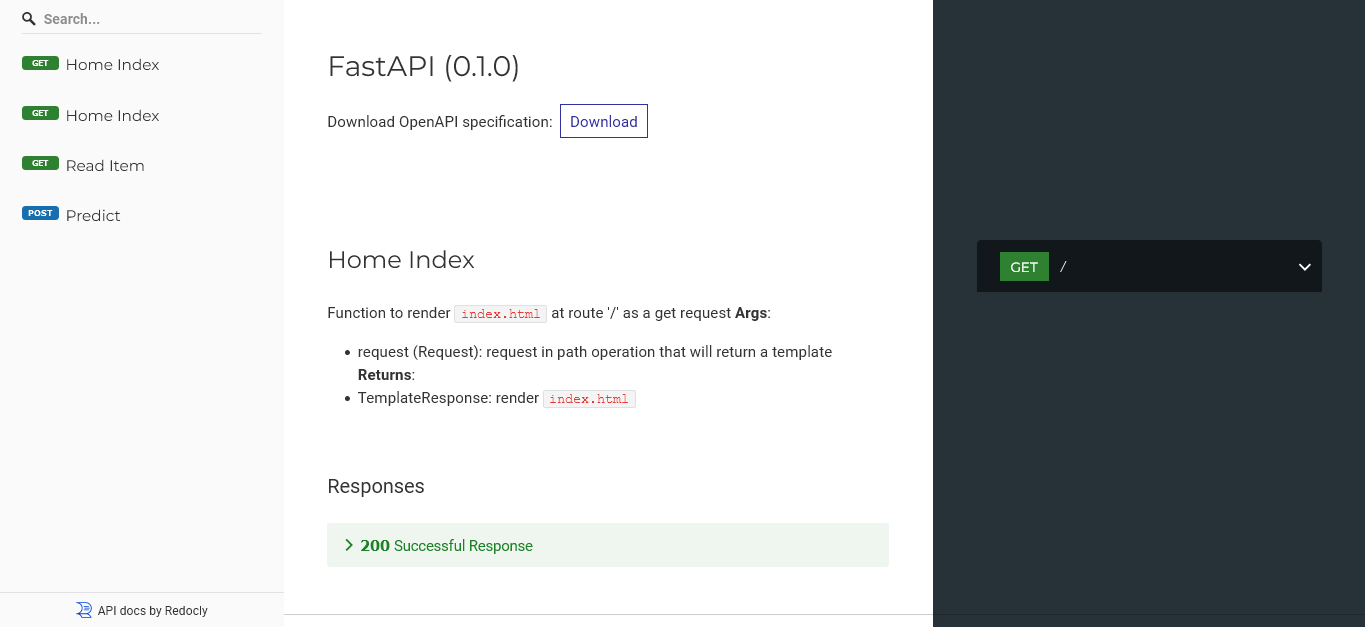 Search...
GET Home Index
GET Home Index
GET Read Item
POST Predict
API docs by Redocly
FastAPI (0.1.0)
Download OpenAPI specification: Download
Home Index
Function to render index.html at route '/' as a get request Args:
request (Request): request in path operation that will return a template
Returns:
TemplateResponse: render index.html
Responses
200 Successful Response
GET /